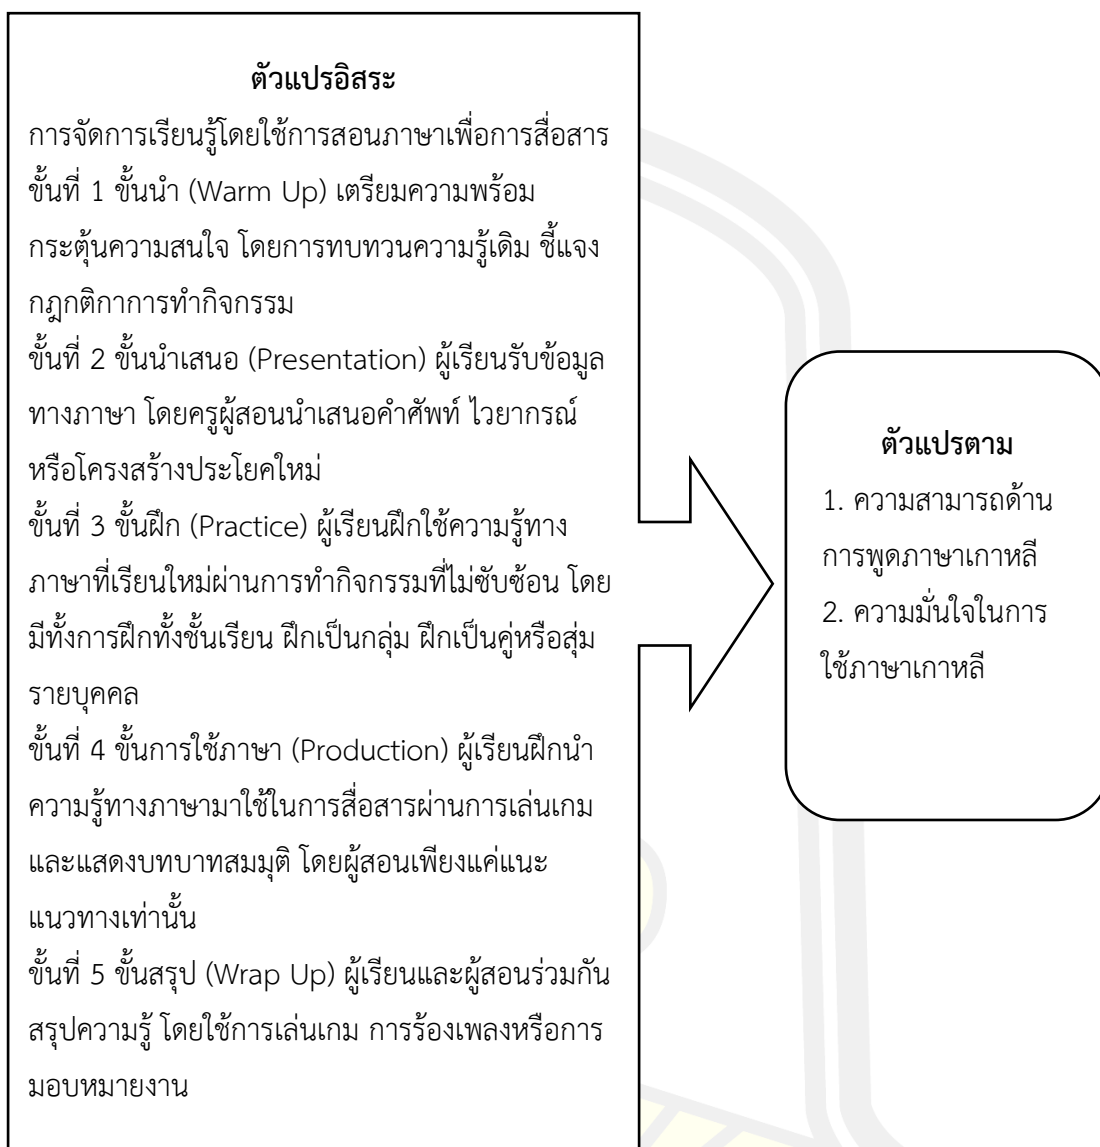 ตัวแปรอิสระ
การจัดการเรียนรู้โดยใช้การสอนภาษาเพื่อการสื่อสาร
ขั้นที่ 1 ขั้นนำ (Warm Up) เตรียมความพร้อม
กระตุ้นความสนใจ โดยการทบทวนความรู้เดิม ชี้แจง
กฎกติกาการทำกิจกรรม
ขั้นที่ 2 ขั้นนำเสนอ (Presentation) ผู้เรียนรับข้อมูล
ทางภาษา โดยครูผู้สอนนำเสนอคำศัพท์ ไวยากรณ์
หรือโครงสร้างประโยคใหม่
ขั้นที่ 3 ขั้นฝึก (Practice) ผู้เรียนฝึกใช้ความรู้ทาง
ภาษาที่เรียนใหม่ผ่านการทำกิจกรรมที่ไม่ซับซ้อน โดย
มีทั้งการฝึกทั้งชั้นเรียน ฝึกเป็นกลุ่ม ฝึกเป็นคู่หรือสุ่ม
รายบุคคล
ขั้นที่ 4 ขั้นการใช้ภาษา (Production) ผู้เรียนฝึกนำ
ความรู้ทางภาษามาใช้ในการสื่อสารผ่านการเล่นเกม
และแสดงบทบาทสมมุติ โดยผู้สอนเพียงแค่แนะ
แนวทางเท่านั้น
ขั้นที่ 5 ขั้นสรุป (Wrap Up) ผู้เรียนและผู้สอนร่วมกัน
สรุปความรู้ โดยใช้การเล่นเกม การร้องเพลงหรือการ
มอบหมายงาน
ตัวแปรตาม
1. ความสามารถด้าน
การพูดภาษาเกาหลี
2. ความมั่นใจในการ
ใช้ภาษาเกาหลี